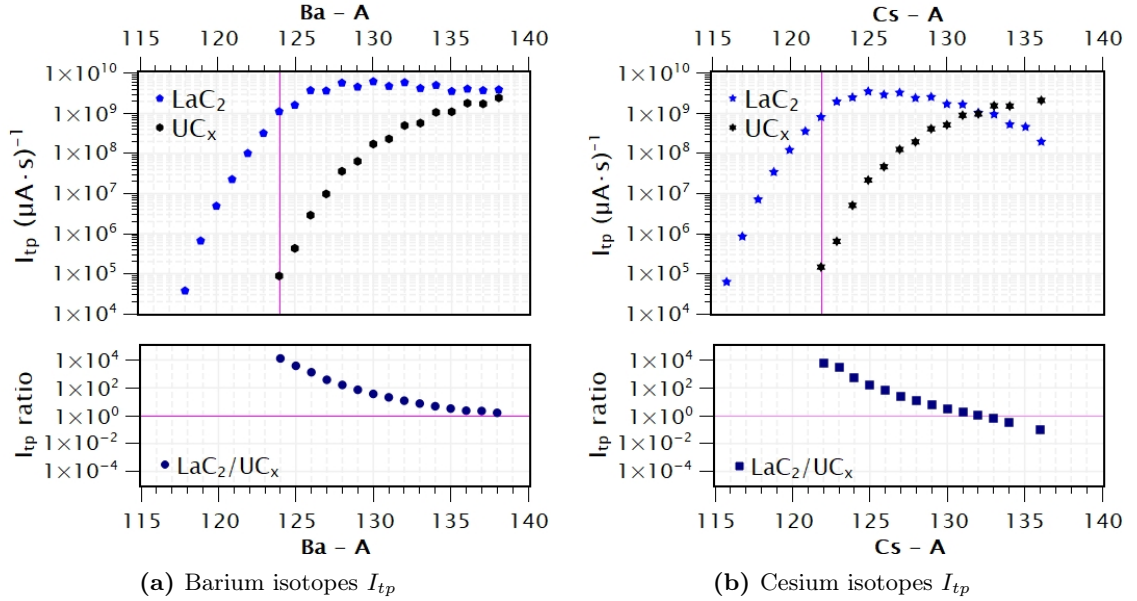 Ba – A
115 120 125 130 135 140
1×10¹⁰
1×10⁹
1×10⁸
1×10⁷
1×10⁶
1×10⁵
1×10⁴
I_tp (µA·s)⁻¹
LaC₂
UCₓ
1×10⁴
1×10²
1×10⁰
1×10⁻²
1×10⁻⁴
I_tp ratio
LaC₂/UCₓ
115 120 125 130 135 140
Ba – A
(a) Barium isotopes I_tp
Cs – A
115 120 125 130 135 140
1×10¹⁰
1×10⁹
1×10⁸
1×10⁷
1×10⁶
1×10⁵
1×10⁴
I_tp (µA·s)⁻¹
LaC₂
UCₓ
1×10⁴
1×10²
1×10⁰
1×10⁻²
1×10⁻⁴
I_tp ratio
LaC₂/UCₓ
115 120 125 130 135 140
Cs – A
(b) Cesium isotopes I_tp